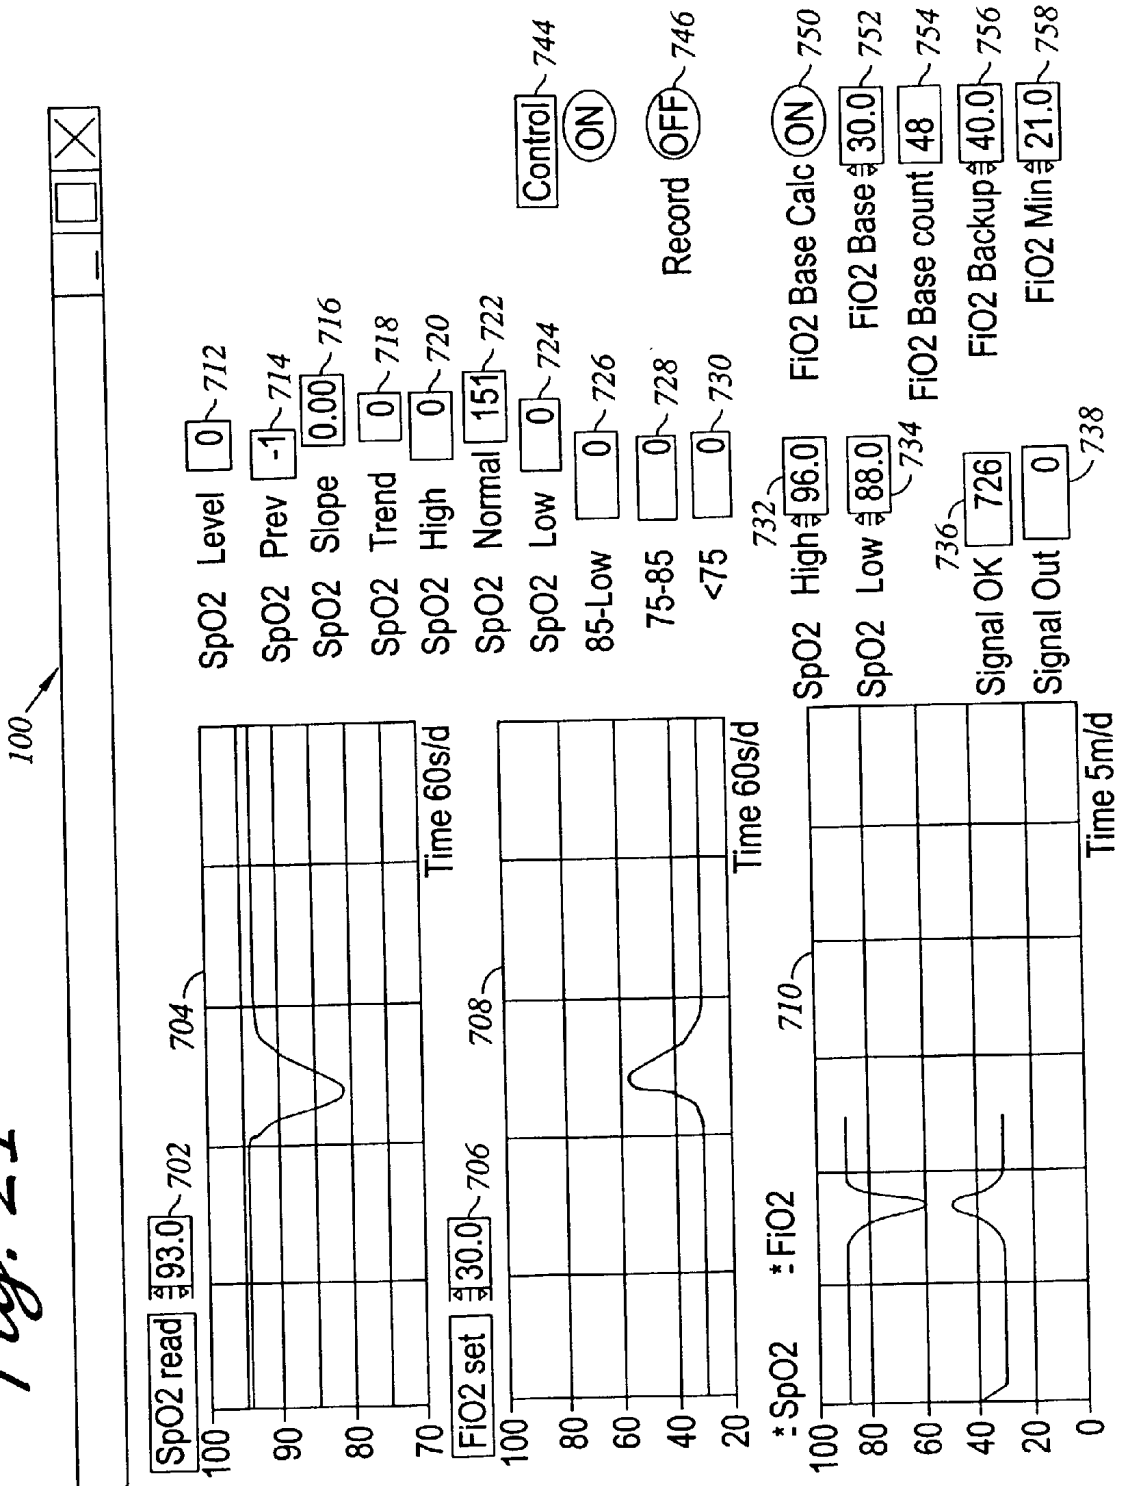 Fig. 21
100
SpO2 read 93.0 702
704
100
90
80
70
Time 60s/d
FiO2 set 30.0 706
708
100
80
60
40
20
Time 60s/d
-* SpO2 -* FiO2
710
100
80
60
40
20
0
Time 5m/d
SpO2 Level 0 712
SpO2 Prev -1 714
SpO2 Slope 0.00 716
SpO2 Trend 0 718
SpO2 High 0 720
SpO2 Normal 151 722
SpO2 Low 0 724
85-Low 0 726
75-85 0 728
<75 0 730
732
SpO2 High 96.0
SpO2 Low 88.0
734
736
Signal OK 726
Signal Out 0
738
Control 744
ON
Record OFF 746
FiO2 Base Calc ON 750
FiO2 Base 30.0 752
FiO2 Base count 48 754
FiO2 Backup 40.0 756
FiO2 Min 21.0 758